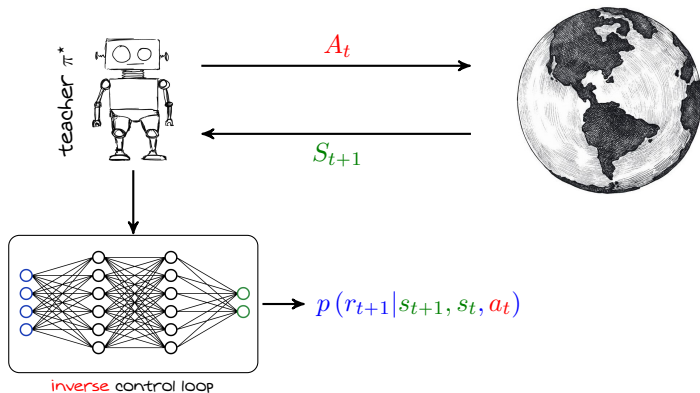 A_t
teacher π*
S_{t+1}
p(r_{t+1}|s_{t+1}, s_t, a_t)
inverse control loop